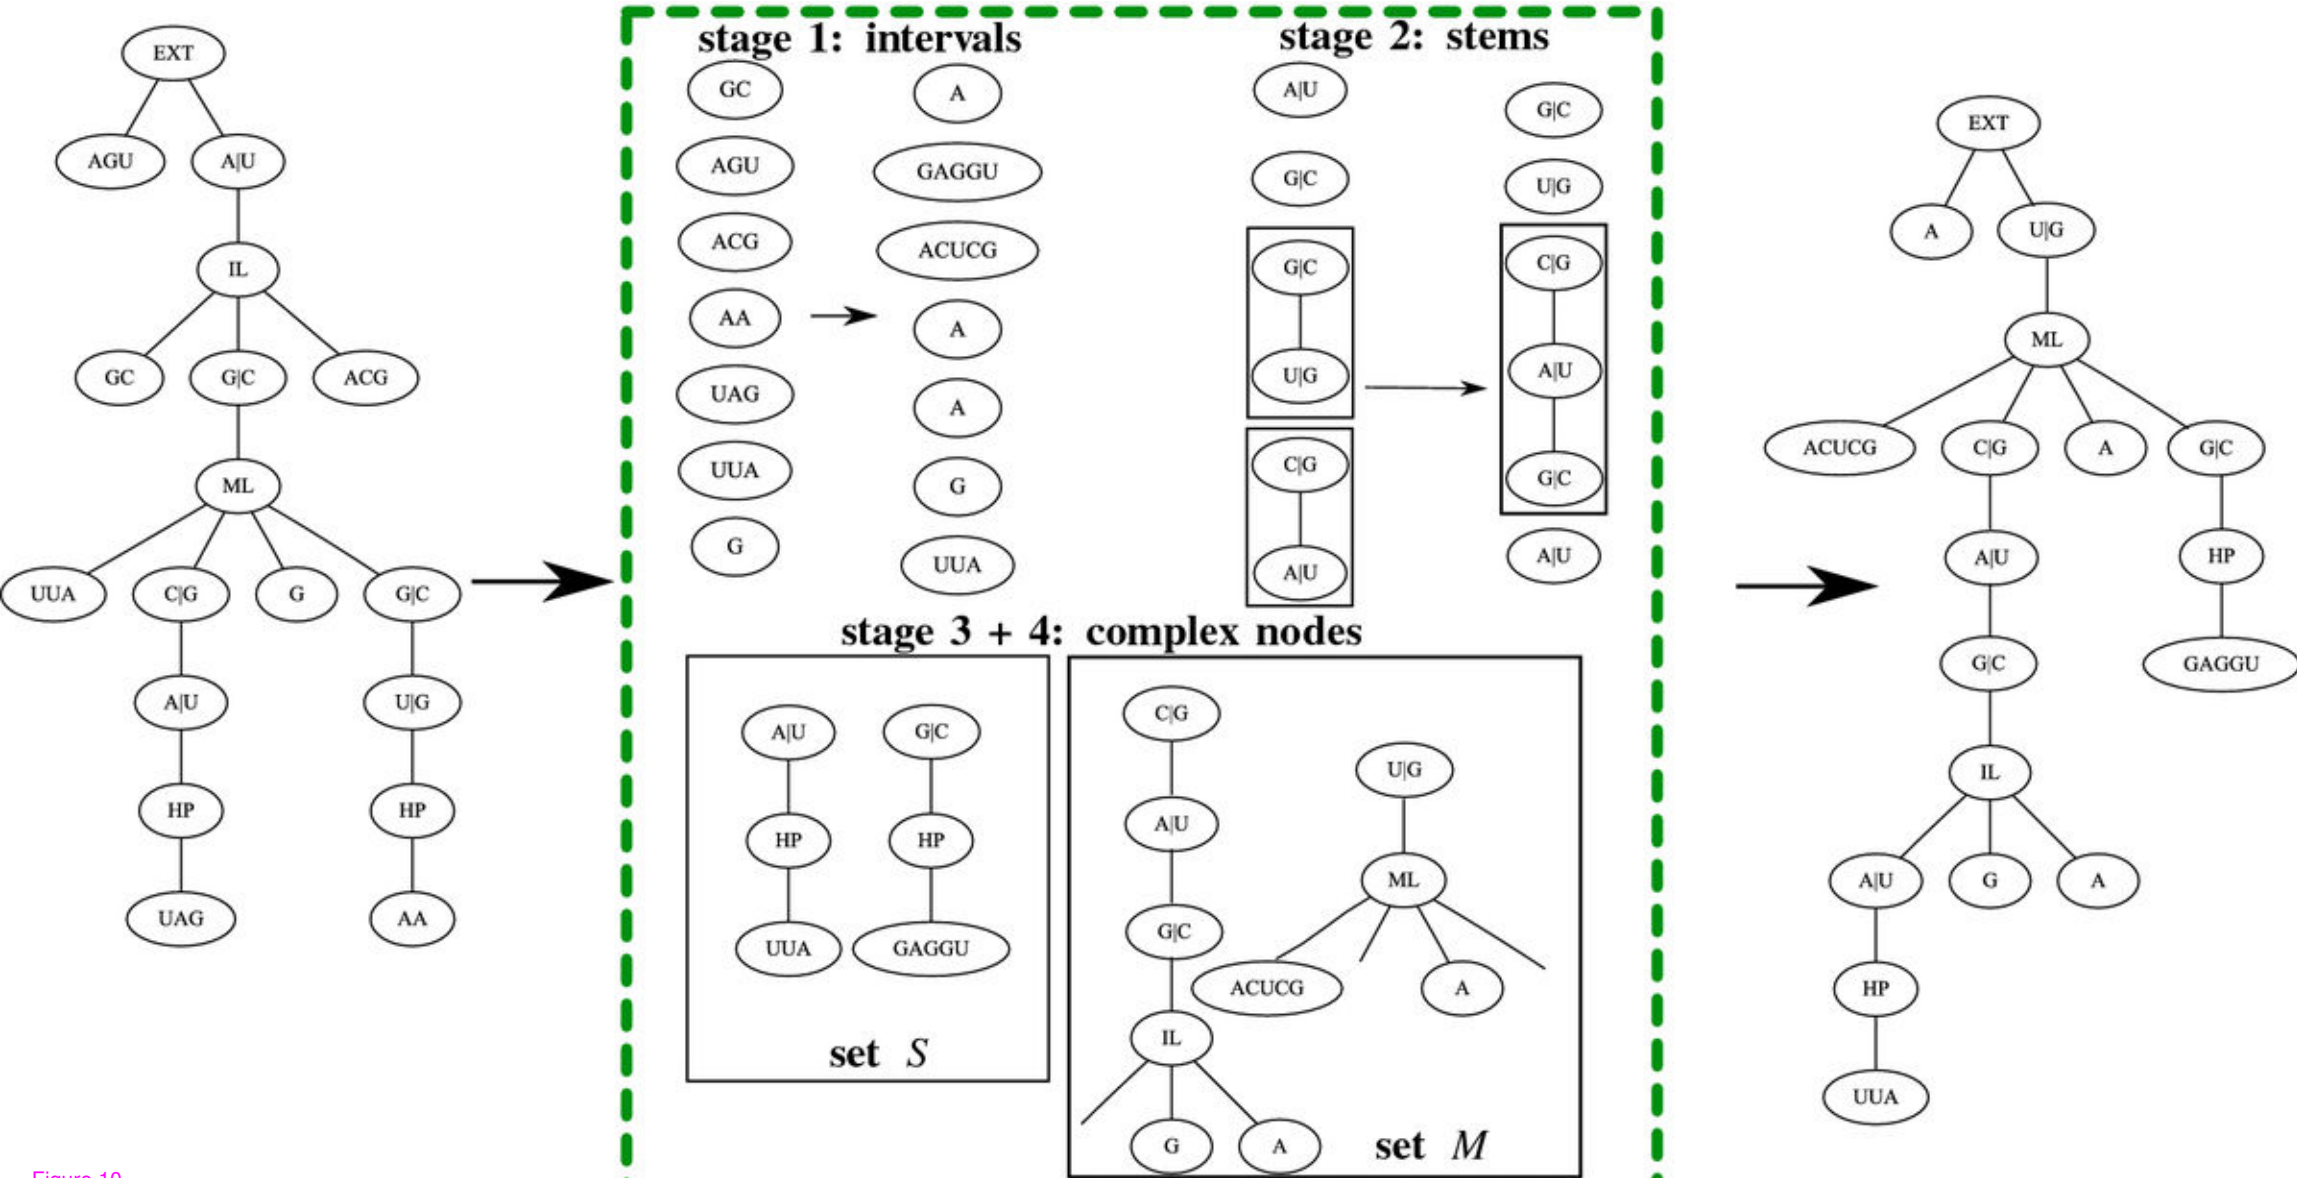 EXT
AGU
A|U
IL
GC
G|C
ACG
ML
UUA
C|G
G
G|C
A|U
U|G
HP
HP
UAG
AA
stage 1: intervals
GC
AGU
ACG
AA
UAG
UUA
G
A
GAGGU
ACUCG
A
A
G
UUA
stage 2: stems
A|U
G|C
G|C
U|G
C|G
A|U
G|C
U|G
C|G
A|U
G|C
A|U
stage 3 + 4: complex nodes
A|U
G|C
HP
HP
UUA
GAGGU
set S
C|G
A|U
G|C
IL
G
A
U|G
ML
ACUCG
A
set M
EXT
A
U|G
ML
ACUCG
C|G
A
G|C
A|U
HP
G|C
GAGGU
IL
A|U
G
A
HP
UUA